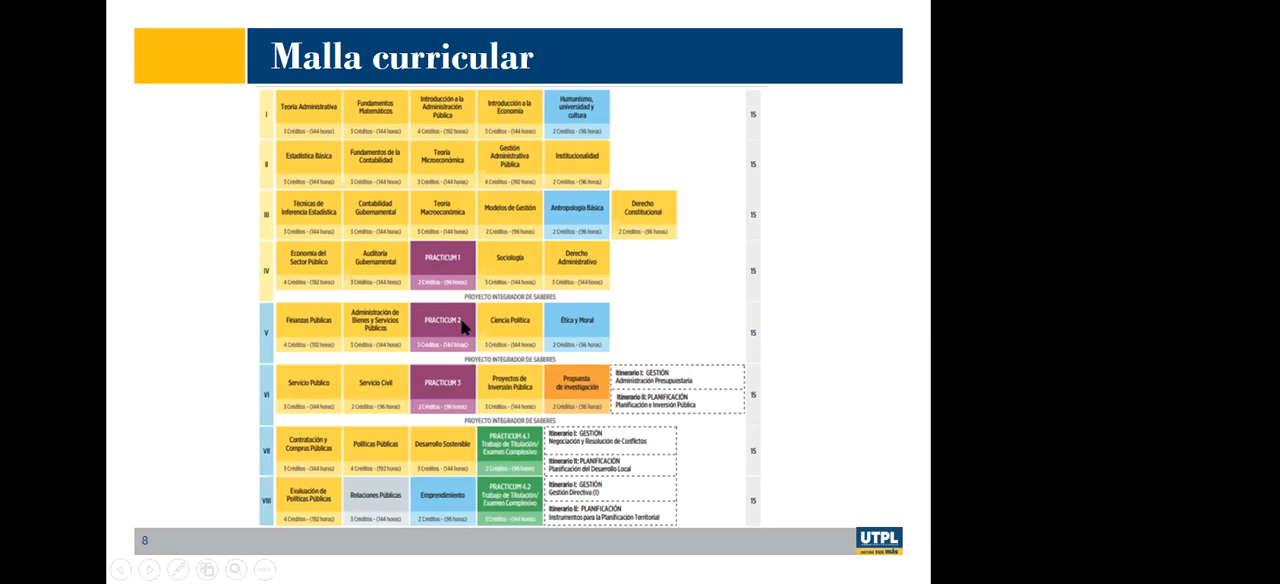 Malla curricular
I
Teoría Administrativa
3 Créditos - (144 horas)
Fundamentos
Matemáticos
3 Créditos - (144 horas)
Introducción a la
Administración
Pública
4 Créditos - (192 horas)
Introducción a la
Economía
3 Créditos - (144 horas)
Humanismo,
universidad y
cultura
2 Créditos - (96 horas)
15
II
Estadística Básica
3 Créditos - (144 horas)
Fundamentos de la
Contabilidad
3 Créditos - (144 horas)
Teoría
Microeconómica
3 Créditos - (144 horas)
Gestión
Administrativa
Pública
4 Créditos - (192 horas)
Institucionalidad
2 Créditos - (96 horas)
15
III
Técnicas de
Inferencia Estadística
3 Créditos - (144 horas)
Contabilidad
Gubernamental
3 Créditos - (144 horas)
Teoría
Macroeconómica
3 Créditos - (144 horas)
Modelos de Gestión
2 Créditos - (96 horas)
Antropología Básica
2 Créditos - (96 horas)
Derecho
Constitucional
2 Créditos - (96 horas)
15
IV
Economía del
Sector Público
4 Créditos - (192 horas)
Auditoría
Gubernamental
3 Créditos - (144 horas)
PRACTICUM 1
2 Créditos - (96 horas)
Sociología
3 Créditos - (144 horas)
Derecho
Administrativo
3 Créditos - (144 horas)
15
PROYECTO INTEGRADOR DE SABERES
V
Finanzas Públicas
4 Créditos - (192 horas)
Administración de
Bienes y Servicios
Públicos
3 Créditos - (144 horas)
PRACTICUM 2
3 Créditos - (144 horas)
Ciencia Política
3 Créditos - (144 horas)
Ética y Moral
2 Créditos - (96 horas)
15
PROYECTO INTEGRADOR DE SABERES
VI
Servicio Público
3 Créditos - (144 horas)
Servicio Civil
2 Créditos - (96 horas)
PRACTICUM 3
2 Créditos - (96 horas)
Proyectos de
Inversión Pública
3 Créditos - (144 horas)
Propuesta
de investigación
2 Créditos - (96 horas)
Itinerario I: GESTIÓN
Administración Presupuestaria
Itinerario II: PLANIFICACIÓN
Planificación e Inversión Pública
15
PROYECTO INTEGRADOR DE SABERES
VII
Contratación y
Compras Públicas
3 Créditos - (144 horas)
Políticas Públicas
4 Créditos - (192 horas)
Desarrollo Sostenible
3 Créditos - (144 horas)
PRACTICUM 4.1
Trabajo de Titulación/
Examen Complexivo
2 Créditos - (96 horas)
Itinerario I: GESTIÓN
Negociación y Resolución de Conflictos
Itinerario II: PLANIFICACIÓN
Planificación del Desarrollo Local
15
VIII
Evaluación de
Políticas Públicas
4 Créditos - (192 horas)
Relaciones Públicas
3 Créditos - (144 horas)
Emprendimiento
2 Créditos - (96 horas)
PRACTICUM 4.2
Trabajo de Titulación/
Examen Complexivo
Créditos - (144 horas)
Itinerario I: GESTIÓN
Gestión Directiva (1)
Itinerario II: PLANIFICACIÓN
Instrumentos para la Planificación Territorial
15
8
UTPL
DECIDE SER más